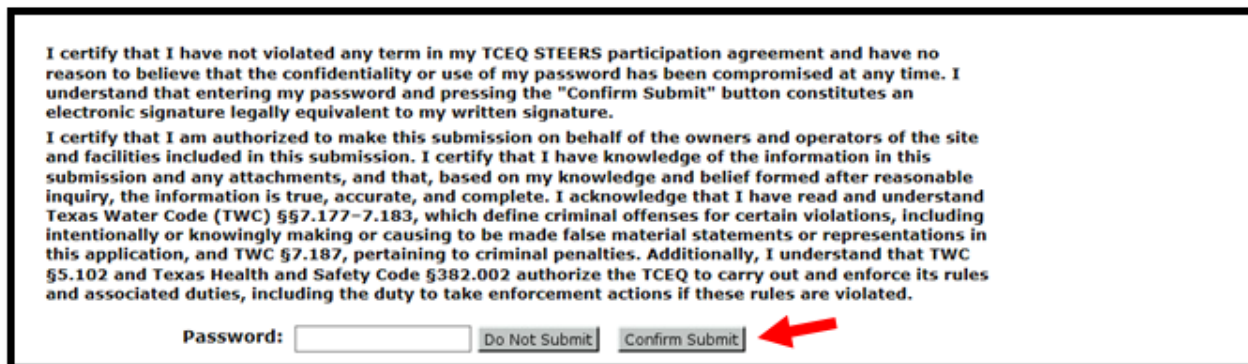 I certify that I have not violated any term in my TCEQ STEERS participation agreement and have no
reason to believe that the confidentiality or use of my password has been compromised at any time. I
understand that entering my password and pressing the "Confirm Submit" button constitutes an
electronic signature legally equivalent to my written signature.
I certify that I am authorized to make this submission on behalf of the owners and operators of the site
and facilities included in this submission. I certify that I have knowledge of the information in this
submission and any attachments, and that, based on my knowledge and belief formed after reasonable
inquiry, the information is true, accurate, and complete. I acknowledge that I have read and understand
Texas Water Code (TWC) §§7.177–7.183, which define criminal offenses for certain violations, including
intentionally or knowingly making or causing to be made false material statements or representations in
this application, and TWC §7.187, pertaining to criminal penalties. Additionally, I understand that TWC
§5.102 and Texas Health and Safety Code §382.002 authorize the TCEQ to carry out and enforce its rules
and associated duties, including the duty to take enforcement actions if these rules are violated.
Password: Do Not Submit Confirm Submit